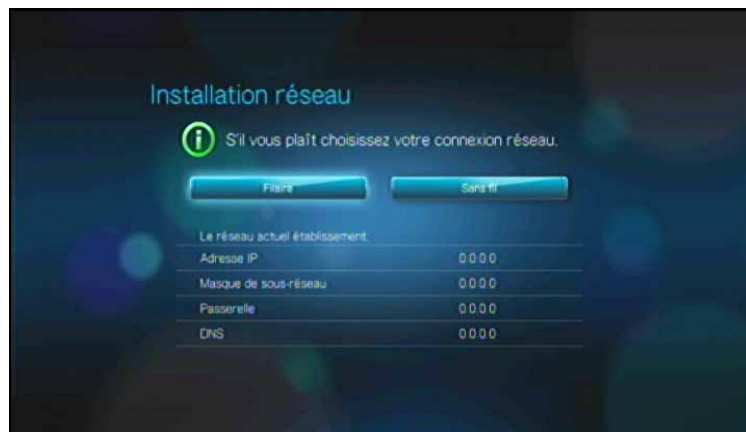 Installation réseau
S'il vous plaît choisissez votre connexion réseau.
Filaire Sans fil
Le réseau actuel établissement
Adresse IP 0.0.0.0
Masque de sous-réseau 0.0.0.0
Passerelle 0.0.0.0
DNS 0.0.0.0